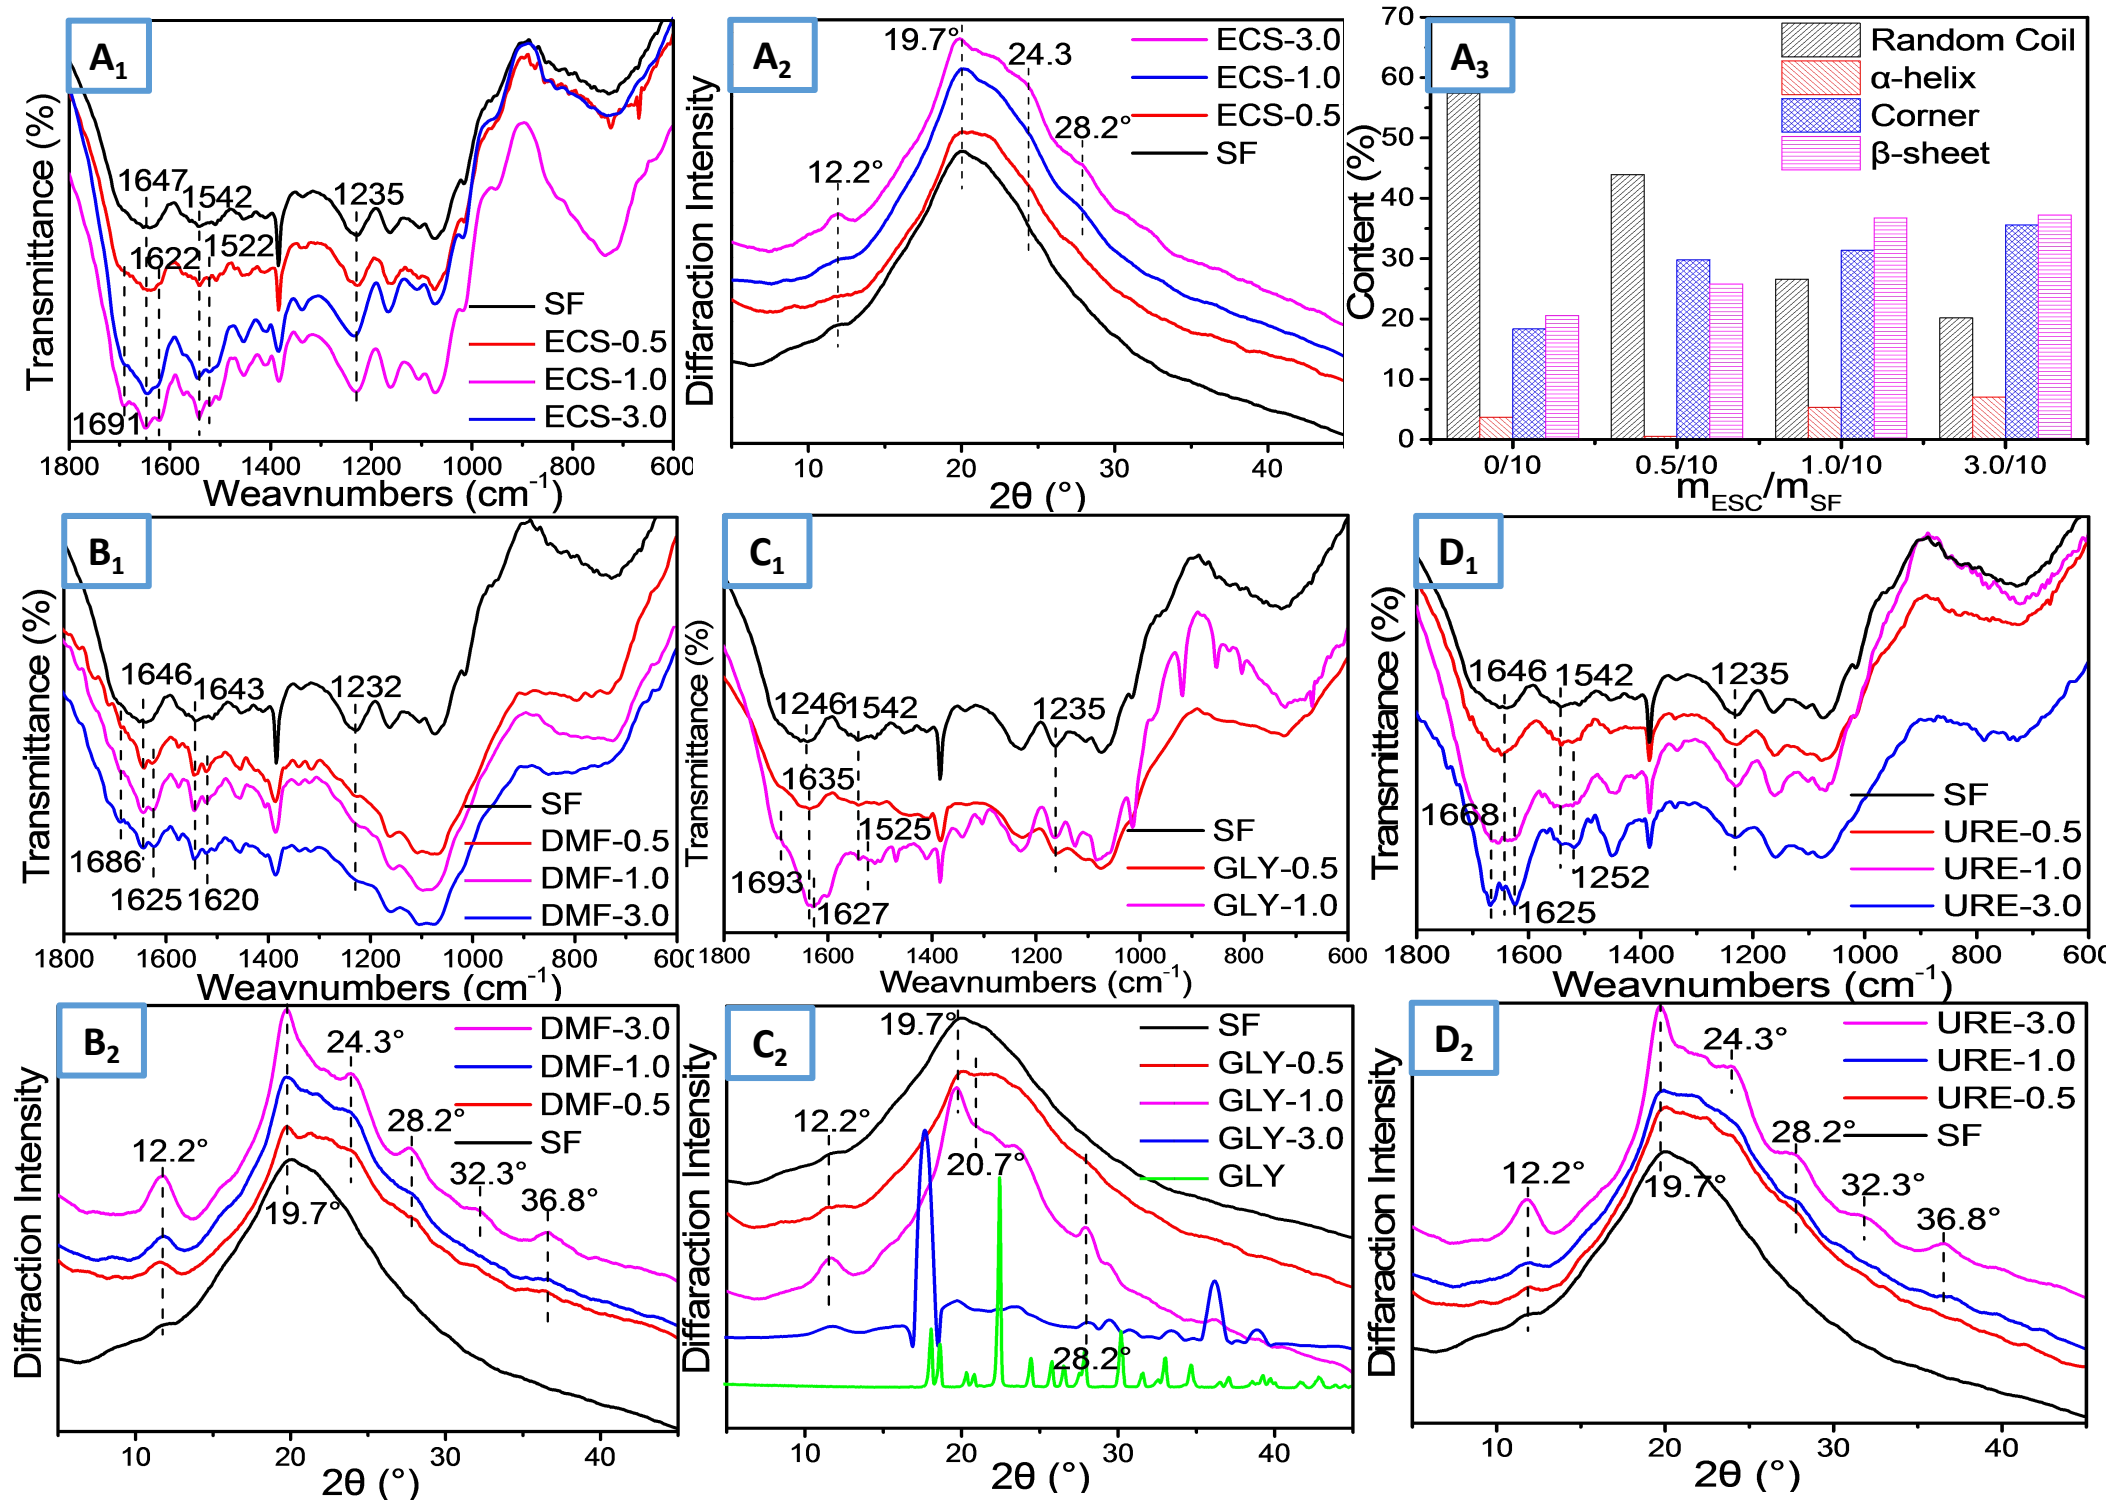 A1
1647
1542
1235
1622
1522
1691
SF
ECS-0.5
ECS-1.0
ECS-3.0
Transmittance (%)
1800 1600 1400 1200 1000 800 600
Weavnumbers (cm-1)
A2
19.7°
24.3
28.2°
12.2°
ECS-3.0
ECS-1.0
ECS-0.5
SF
Diffaraction Intensity
10 20 30 40
2θ (°)
A3
Random Coil
α-helix
Corner
β-sheet
Content (%)
70
60
50
40
30
20
10
0
0/10 0.5/10 1.0/10 3.0/10
mESC/mSF
B1
1646
1643
1232
1686
1625 1620
SF
DMF-0.5
DMF-1.0
DMF-3.0
Transmittance (%)
1800 1600 1400 1200 1000 800 600
Weavnumbers (cm-1)
C1
1246 1542
1235
1635
1525
1693
1627
SF
GLY-0.5
GLY-1.0
Transmittance (%)
1800 1600 1400 1200 1000 800 600
Weavnumbers (cm-1)
D1
1646 1542
1235
1668
1252
1625
SF
URE-0.5
URE-1.0
URE-3.0
Transmittance (%)
1800 1600 1400 1200 1000 800 600
Weavnumbers (cm-1)
B2
DMF-3.0
DMF-1.0
DMF-0.5
SF
24.3°
28.2°
12.2°
32.3°
36.8°
19.7°
Diffraction Intensity
10 20 30 40
2θ (°)
C2
19.7°
12.2°
20.7°
28.2°
SF
GLY-0.5
GLY-1.0
GLY-3.0
GLY
Diffaraction Intensity
10 20 30 40
2θ (°)
D2
URE-3.0
URE-1.0
URE-0.5
SF
24.3°
28.2°
12.2°
19.7°
32.3°
36.8°
Diffaraction Intensity
10 20 30 40
2θ (°)